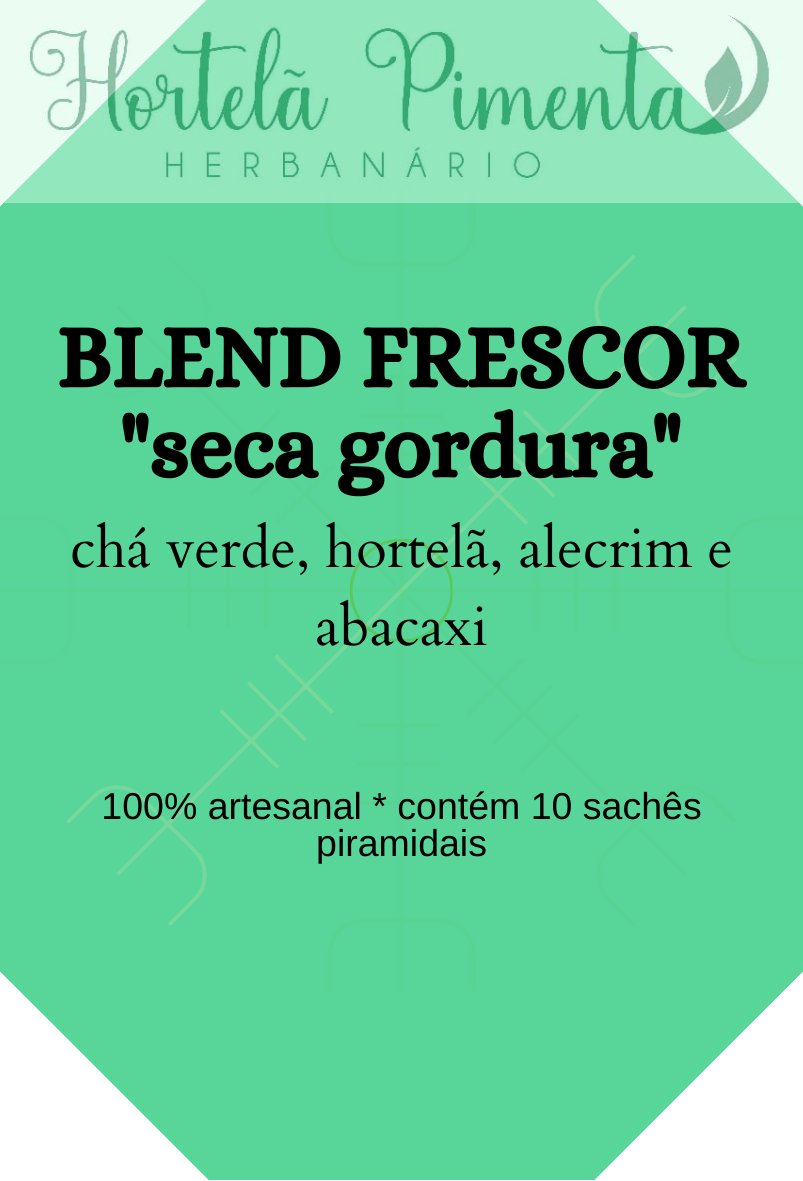 Hortelã Pimenta
HERBANÁRIO
BLEND FRESCOR
"seca gordura"
chá verde, hortelã, alecrim e
abacaxi
100% artesanal * contém 10 sachês
piramidais